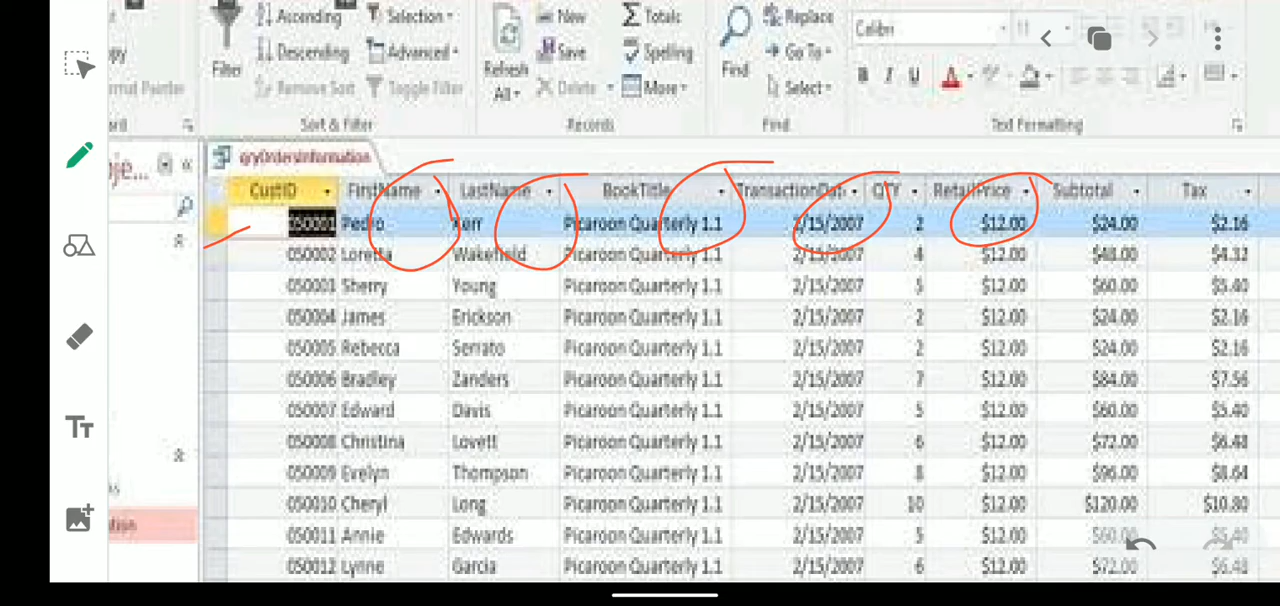 Ascending Selection New Totals Replace Calibri 11
Descending Advanced Save Spelling Go To
Filter Remove Sort Toggle Filter Refresh All Delete More Find Select B I U
Sort & Filter Records Find Text Formatting
qryOrdersInformation
CustID FirstName LastName BookTitle TransactionDat QTY RetailPrice Subtotal Tax
050001 Pedro Kerr Picaroon Quarterly 1.1 2/15/2007 2 $12.00 $24.00 $2.16
050002 Loretta Wakefield Picaroon Quarterly 1.1 2/15/2007 4 $12.00 $48.00 $4.32
050003 Sherry Young Picaroon Quarterly 1.1 2/15/2007 5 $12.00 $60.00 $5.40
050004 James Erickson Picaroon Quarterly 1.1 2/15/2007 2 $12.00 $24.00 $2.16
050005 Rebecca Serrato Picaroon Quarterly 1.1 2/15/2007 2 $12.00 $24.00 $2.16
050006 Bradley Zanders Picaroon Quarterly 1.1 2/15/2007 7 $12.00 $84.00 $7.56
050007 Edward Davis Picaroon Quarterly 1.1 2/15/2007 5 $12.00 $60.00 $5.40
050008 Christina Lovett Picaroon Quarterly 1.1 2/15/2007 6 $12.00 $72.00 $6.48
050009 Evelyn Thompson Picaroon Quarterly 1.1 2/15/2007 8 $12.00 $96.00 $8.64
050010 Cheryl Long Picaroon Quarterly 1.1 2/15/2007 10 $12.00 $120.00 $10.80
050011 Annie Edwards Picaroon Quarterly 1.1 2/15/2007 5 $12.00 $60.00 $5.40
050012 Lynne Garcia Picaroon Quarterly 1.1 2/15/2007 6 $12.00 $72.00 $6.48